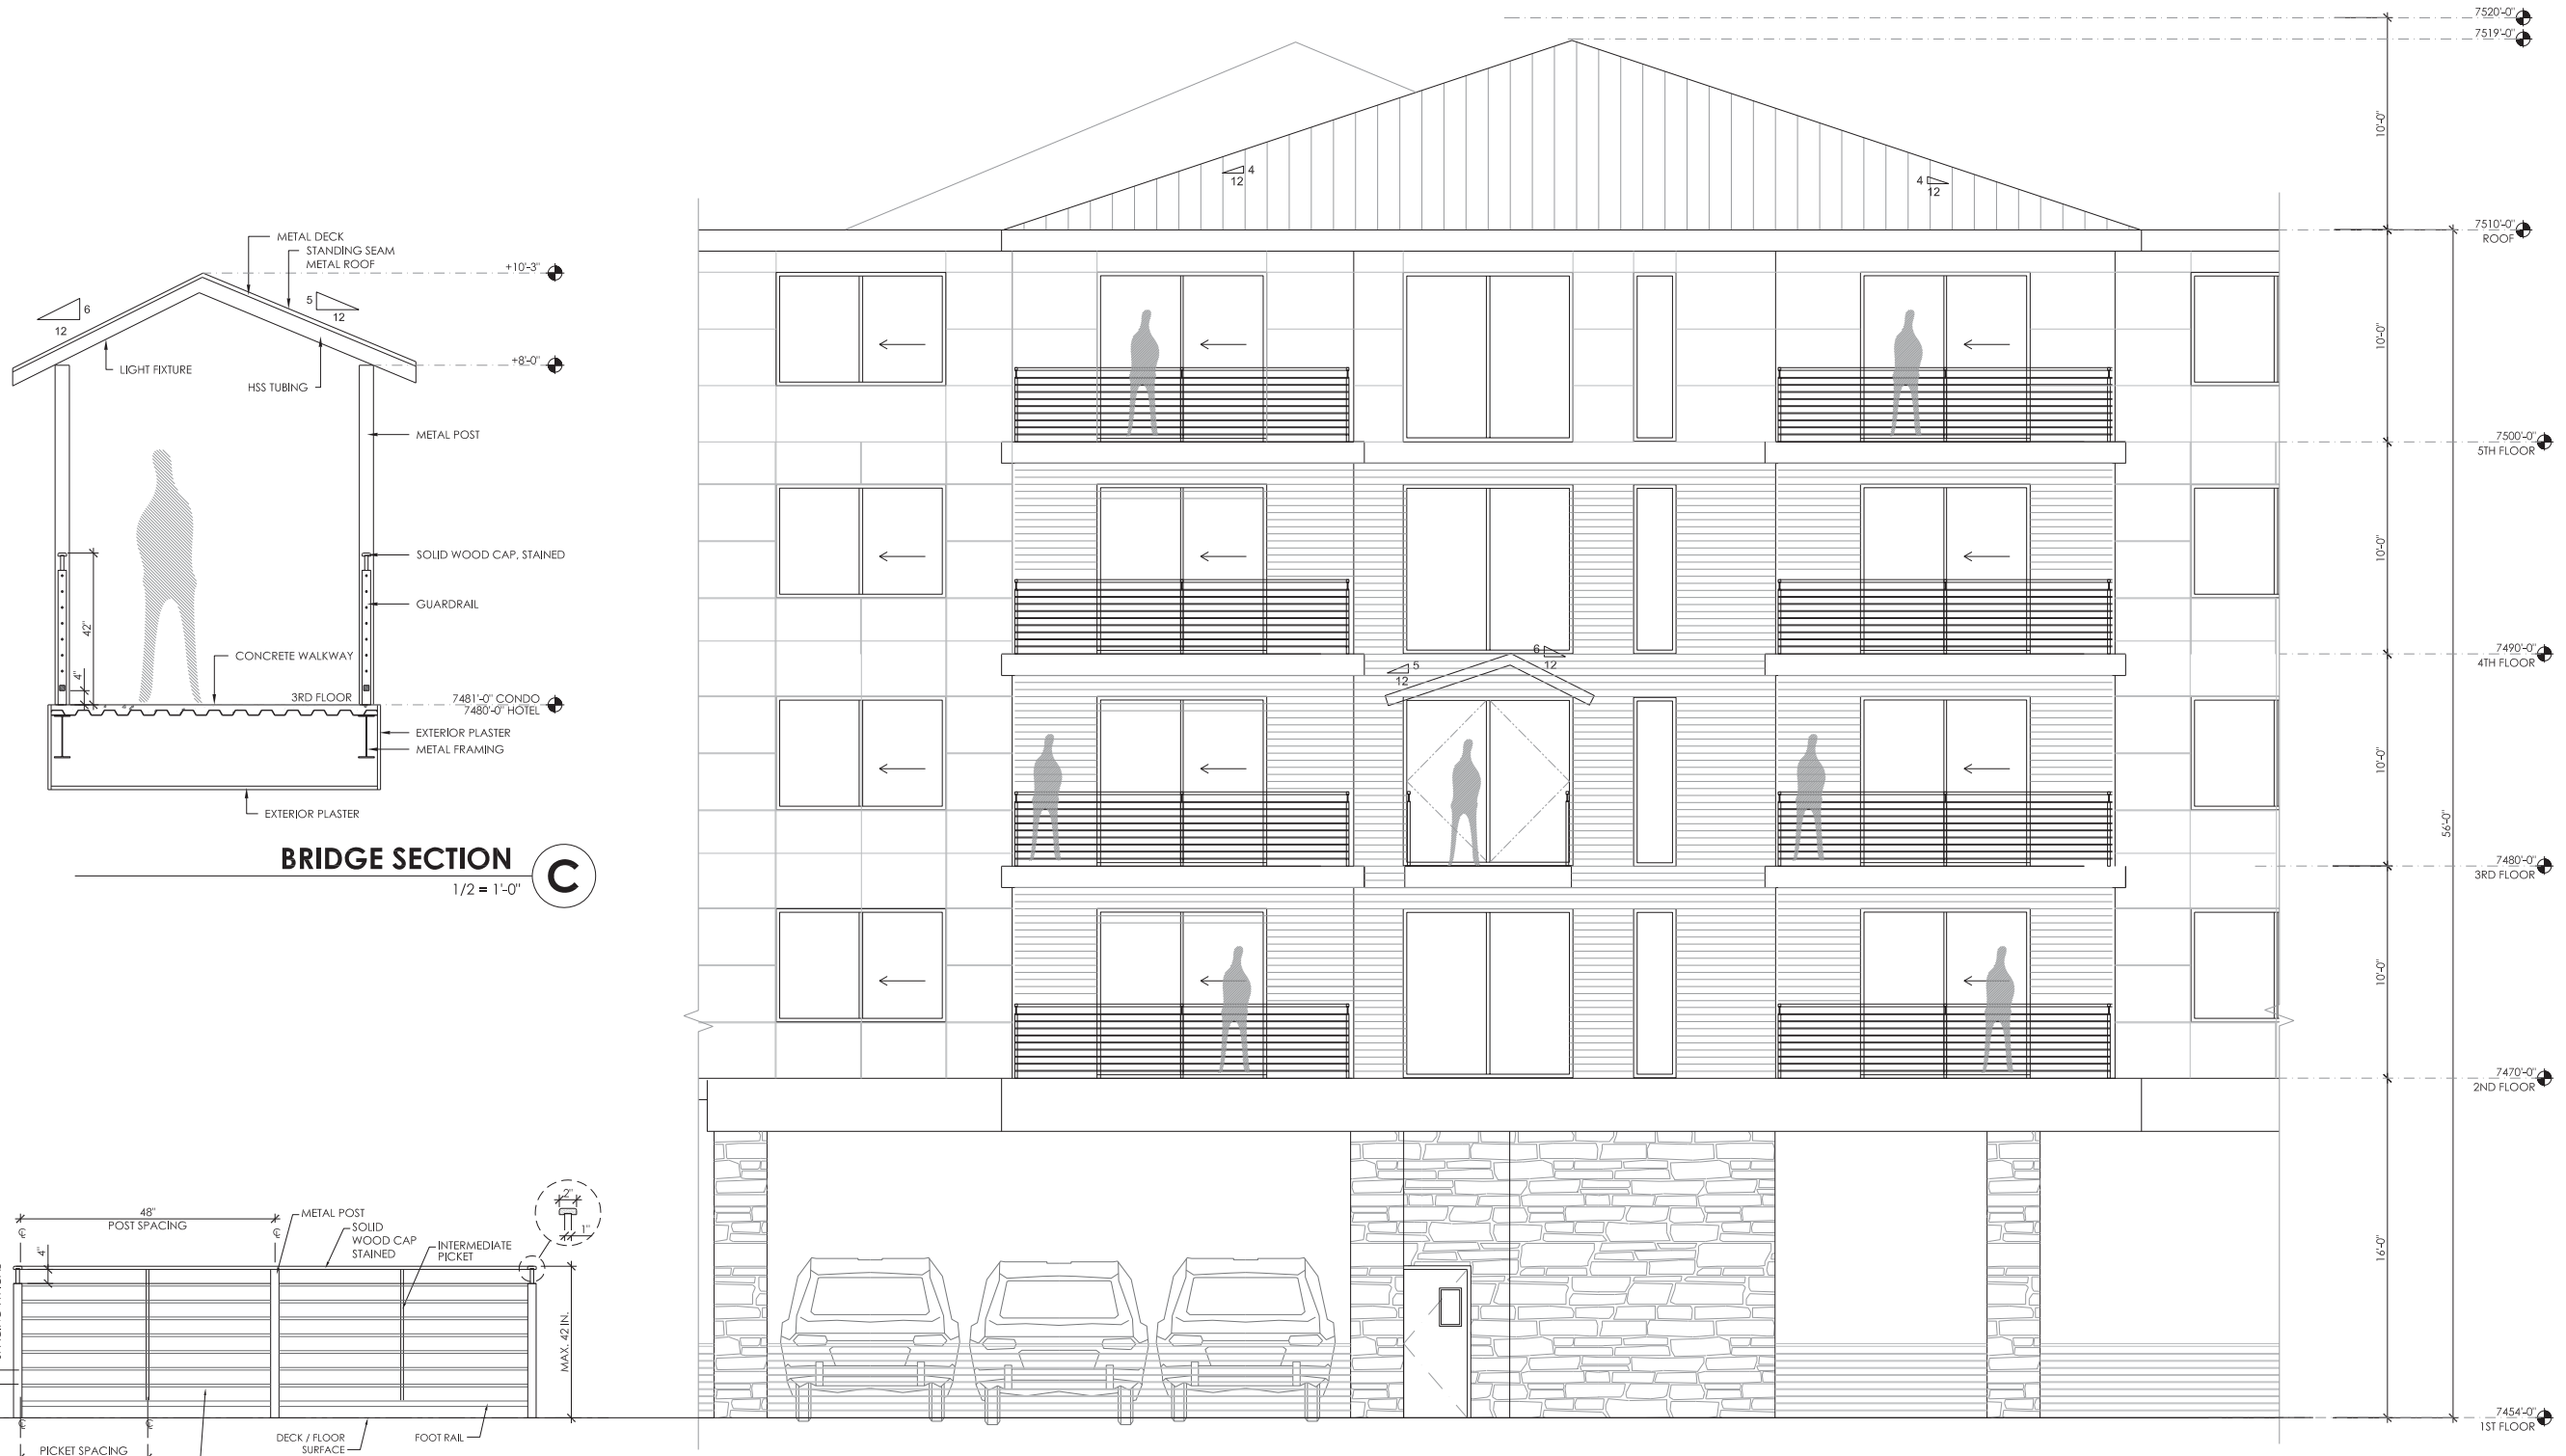 METAL DECK
STANDING SEAM
METAL ROOF
+10'-3"
6
12
5
12
+8'-0"
LIGHT FIXTURE
HSS TUBING
METAL POST
SOLID WOOD CAP, STAINED
GUARDRAIL
42"
4"
CONCRETE WALKWAY
3RD FLOOR
7481'-0" CONDO
7480'-0" HOTEL
EXTERIOR PLASTER
METAL FRAMING
EXTERIOR PLASTER
BRIDGE SECTION
C
1/2 = 1'-0"
48"
POST SPACING
METAL POST
SOLID
WOOD CAP
STAINED
INTERMEDIATE
PICKET
2"
1"
4"
MAX. 42 IN.
DECK / FLOOR
SURFACE
FOOT RAIL
PICKET SPACING
4
12
4
12
5
12
6
12
7520'-0"
7519'-0"
10'-0"
7510'-0"
ROOF
10'-0"
7500'-0"
5TH FLOOR
10'-0"
7490'-0"
4TH FLOOR
10'-0"
56'-0"
7480'-0"
3RD FLOOR
10'-0"
7470'-0"
2ND FLOOR
16'-0"
7454'-0"
1ST FLOOR